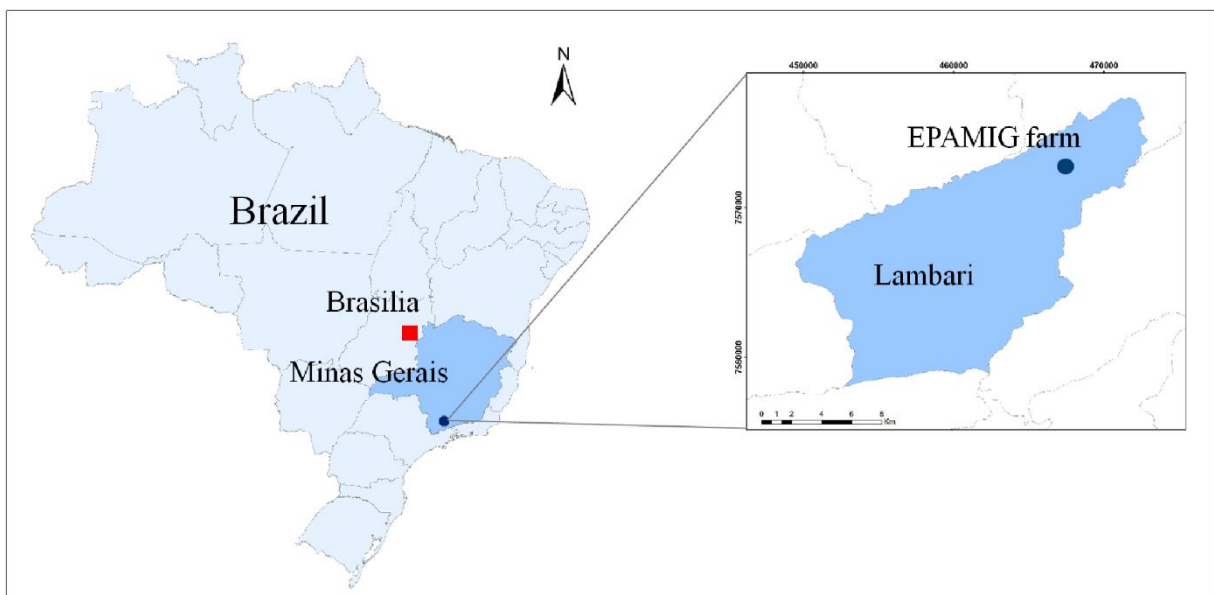 N
Brazil
Brasilia
Minas Gerais
450000 460000 470000
EPAMIG farm
7570000
Lambari
7560000
0 1 2 4 6 8
Km